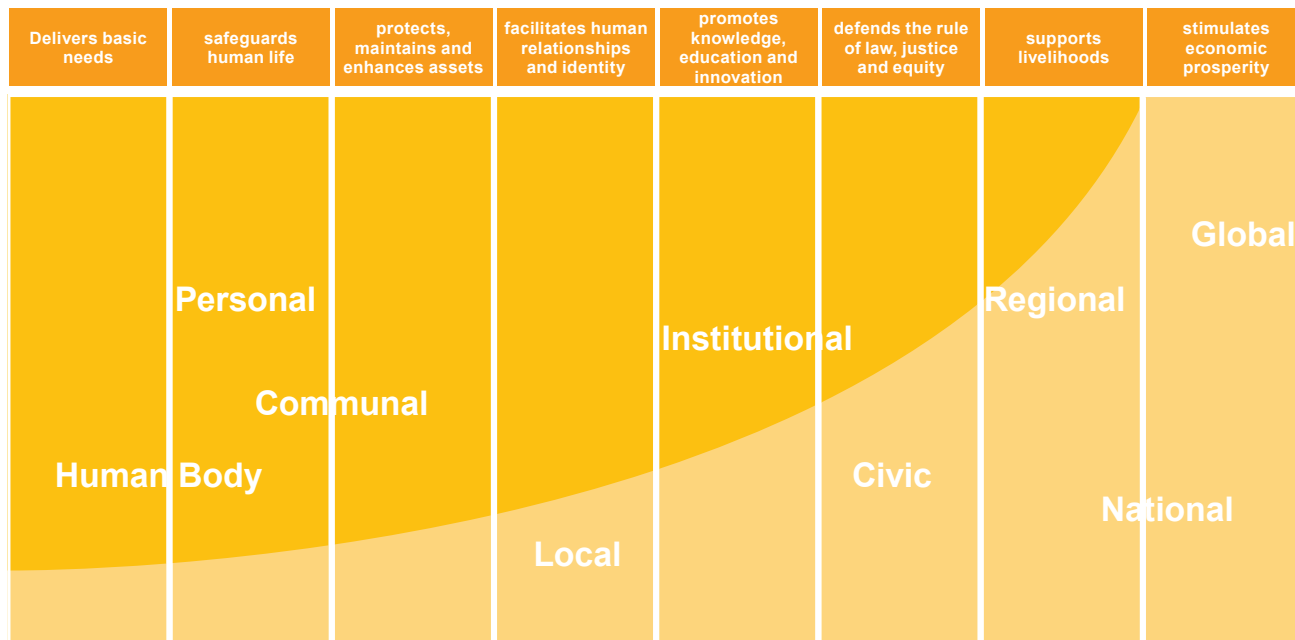 Delivers basic
needs
safeguards
human life
protects,
maintains and
enhances assets
facilitates human
relationships
and identity
promotes
knowledge,
education and
innovation
defends the rule
of law, justice
and equity
supports
livelihoods
stimulates
economic
prosperity
Global
Personal
Regional
Institutional
Communal
Human Body
Civic
National
Local